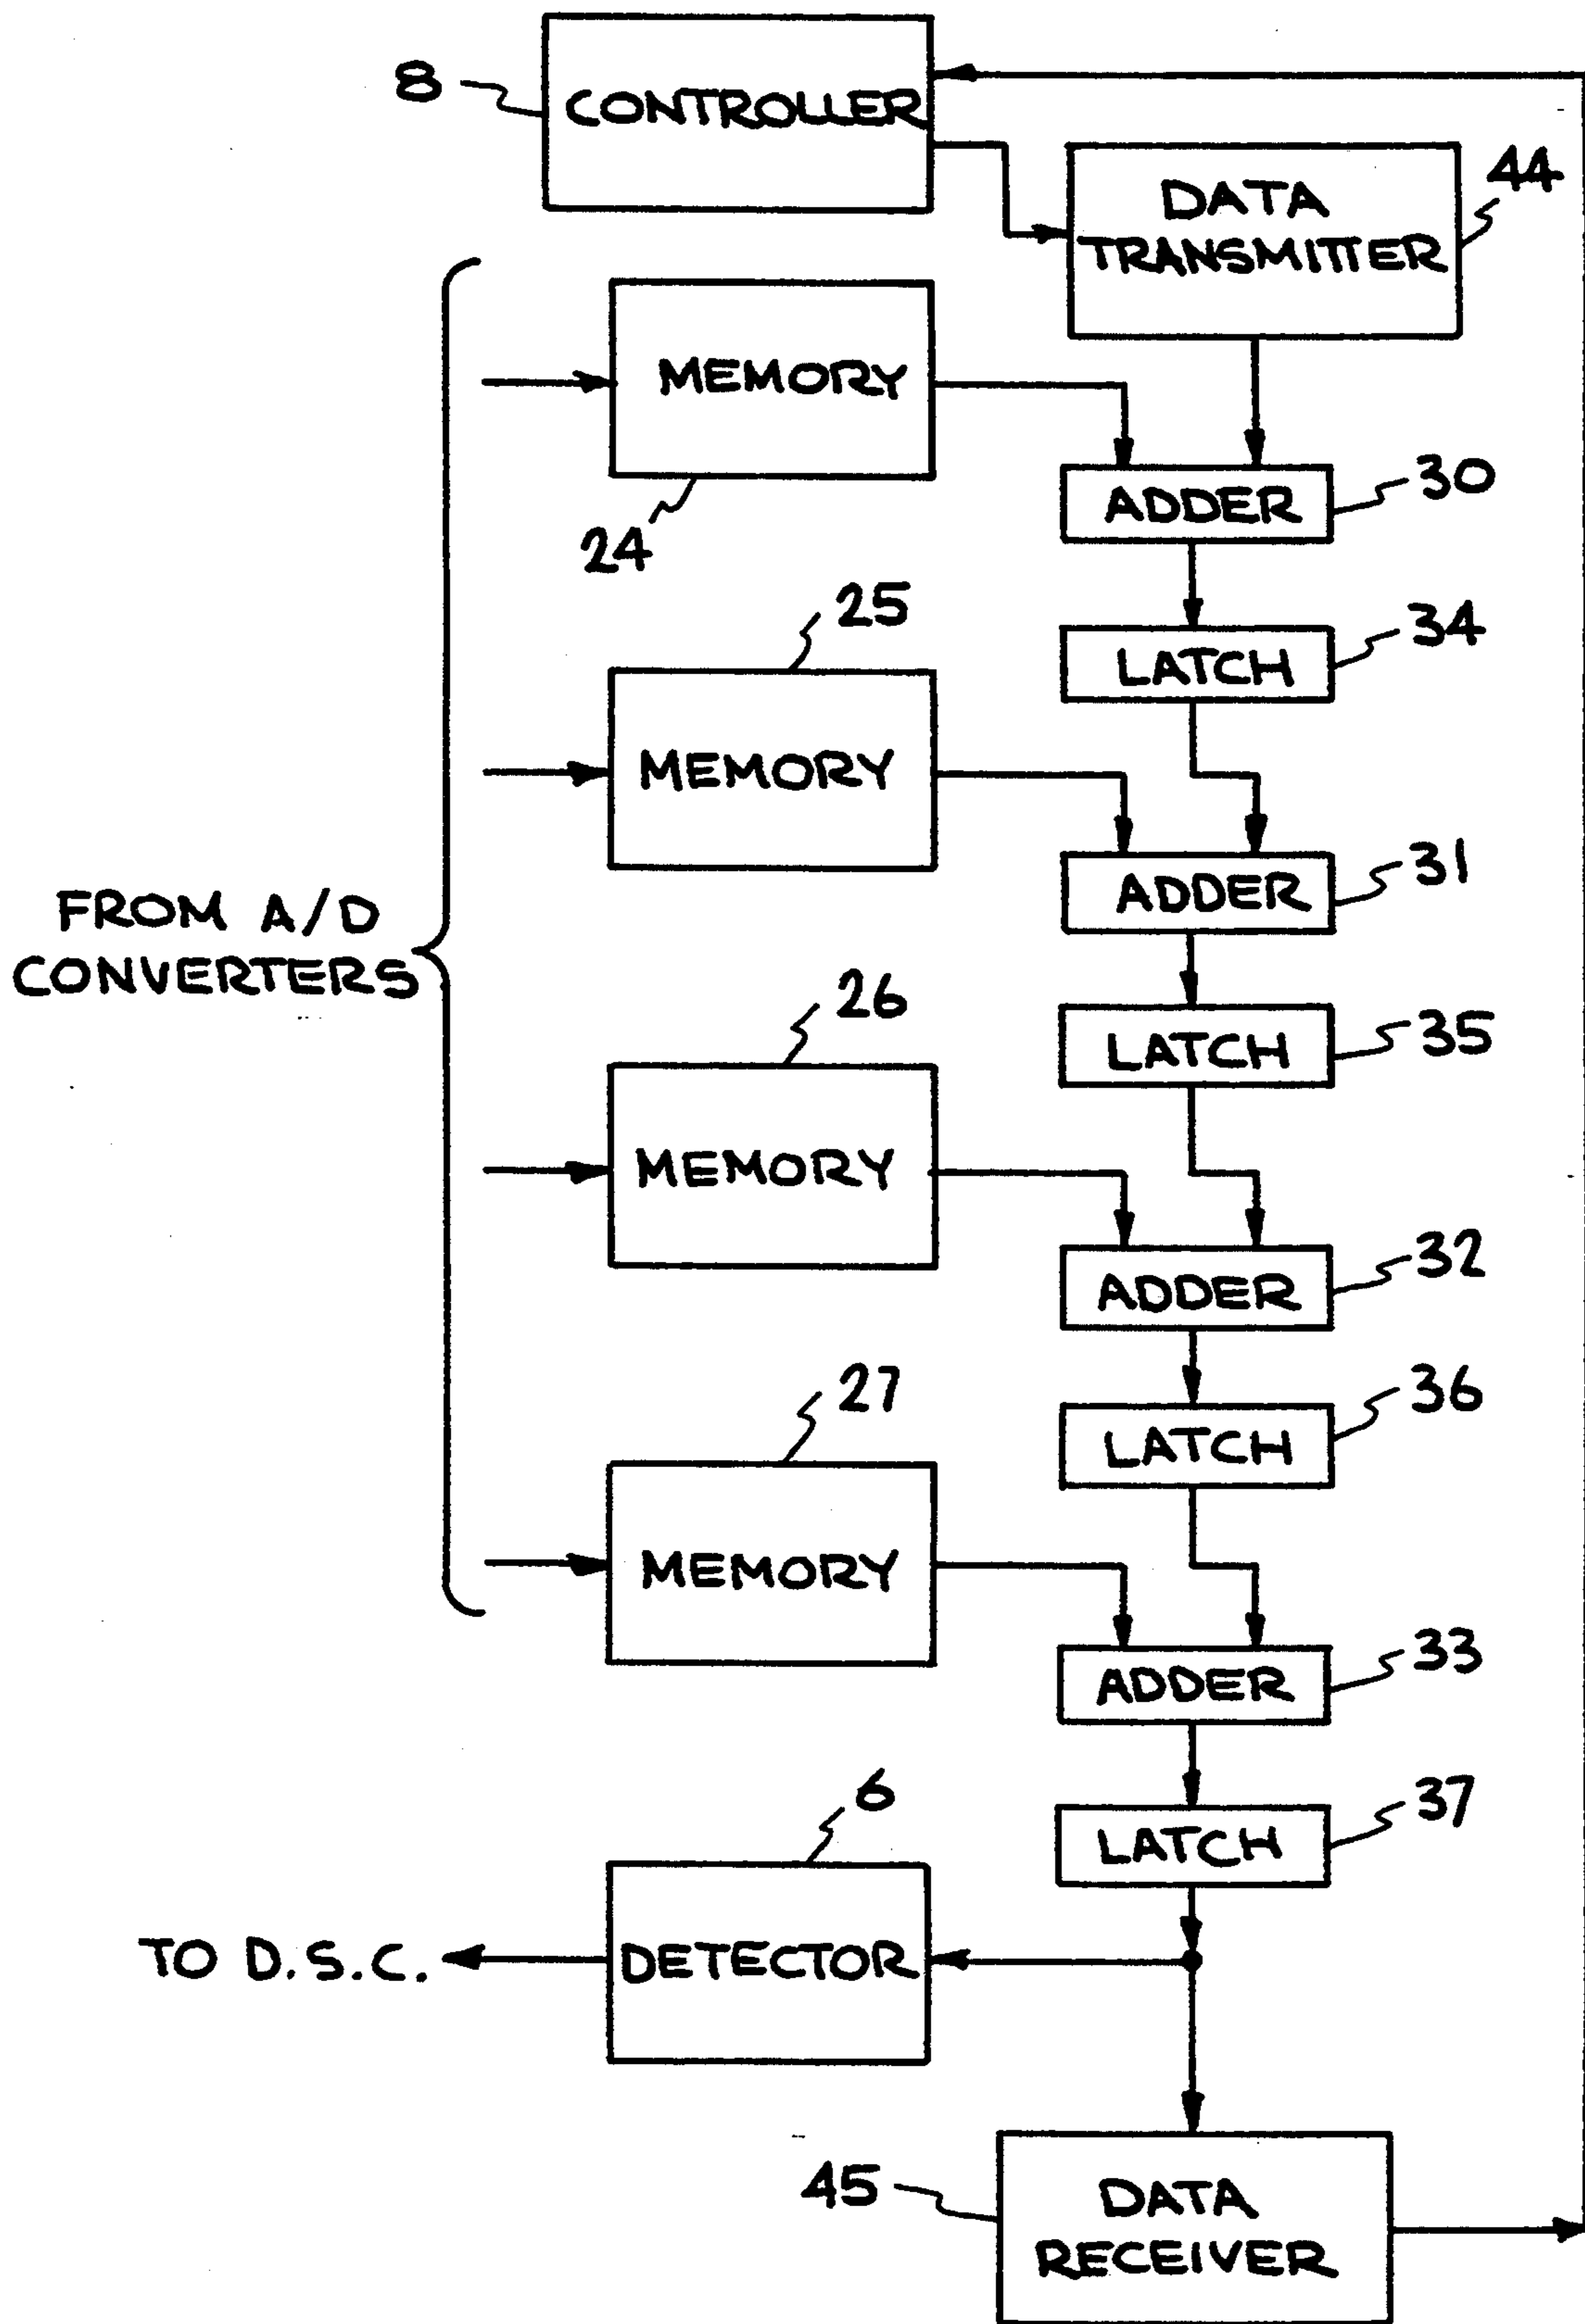 8
CONTROLLER
44
DATA
TRANSMITTER
MEMORY
24
ADDER
30
25
LATCH
34
MEMORY
ADDER
31
FROM A/D
CONVERTERS
26
LATCH
35
MEMORY
ADDER
32
27
LATCH
36
MEMORY
ADDER
33
6
LATCH
37
TO D.S.C.
DETECTOR
45
DATA
RECEIVER